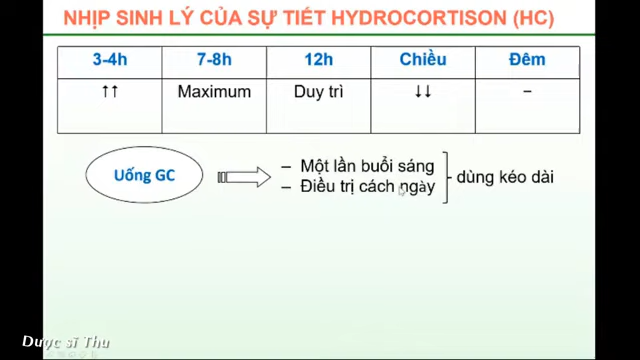 NHỊP SINH LÝ CỦA SỰ TIẾT HYDROCORTISON (HC)
3-4h 7-8h 12h Chiều Đêm
↑↑ Maximum Duy trì ↓↓ –
Uống GC
– Một lần buổi sáng
– Điều trị cách ngày
dùng kéo dài
Dược sĩ Thu